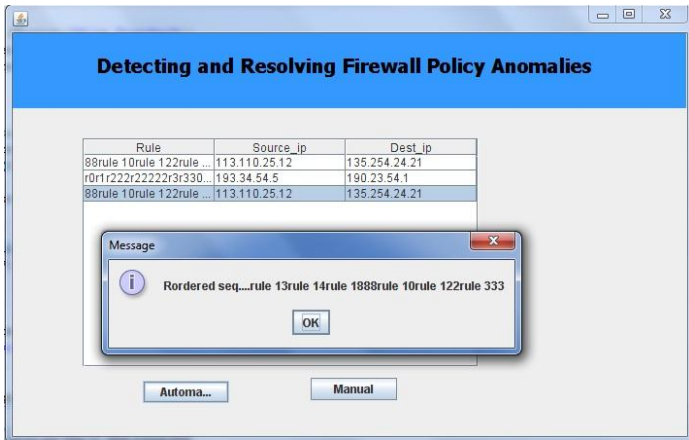 Detecting and Resolving Firewall Policy Anomalies
Rule Source_ip Dest_ip
88rule 10rule 122rule ... 113.110.25.12 135.254.24.21
r0r1r222r22222r3r330... 193.34.54.5 190.23.54.1
88rule 10rule 122rule ... 113.110.25.12 135.254.24.21
Message
Rordered seq....rule 13rule 14rule 1888rule 10rule 122rule 333
OK
Automa... Manual